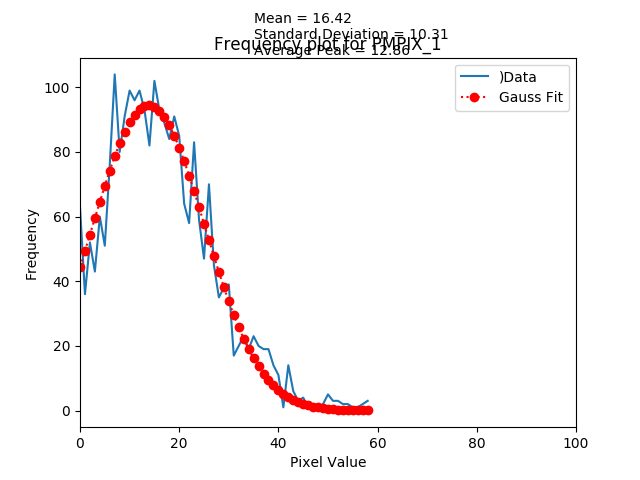 Mean = 16.42
Standard Deviation = 10.31
Frequency plot for PMPIX_1
Average Peak = 12.86
)Data
Gauss Fit
100
80
60
40
20
0
Frequency
0 20 40 60 80 100
Pixel Value